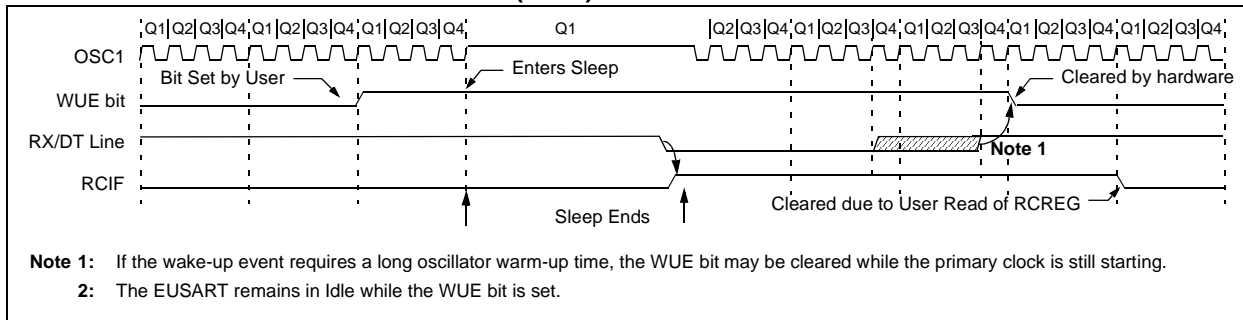 Q1 Q2 Q3 Q4 Q1 Q2 Q3 Q4 Q1 Q2 Q3 Q4 Q1 Q2 Q3 Q4 Q1 Q2 Q3 Q4 Q1 Q2 Q3 Q4 Q1 Q2 Q3 Q4 Q1 Q2 Q3 Q4
OSC1
Bit Set by User
Enters Sleep
Cleared by hardware
WUE bit
RX/DT Line
Note 1
RCIF
Sleep Ends
Cleared due to User Read of RCREG
Note 1: If the wake-up event requires a long oscillator warm-up time, the WUE bit may be cleared while the primary clock is still starting.
2: The EUSART remains in Idle while the WUE bit is set.